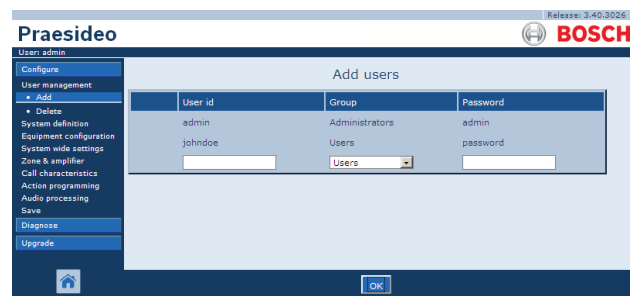 Release: 3.40.3026
Praesideo
BOSCH
User: admin
Configure
User management
• Add
• Delete
System definition
Equipment configuration
System wide settings
Zone & amplifier
Call characteristics
Action programming
Audio processing
Save
Diagnose
Upgrade
Add users
User id Group Password
admin Administrators admin
johndoe Users password
Users
OK